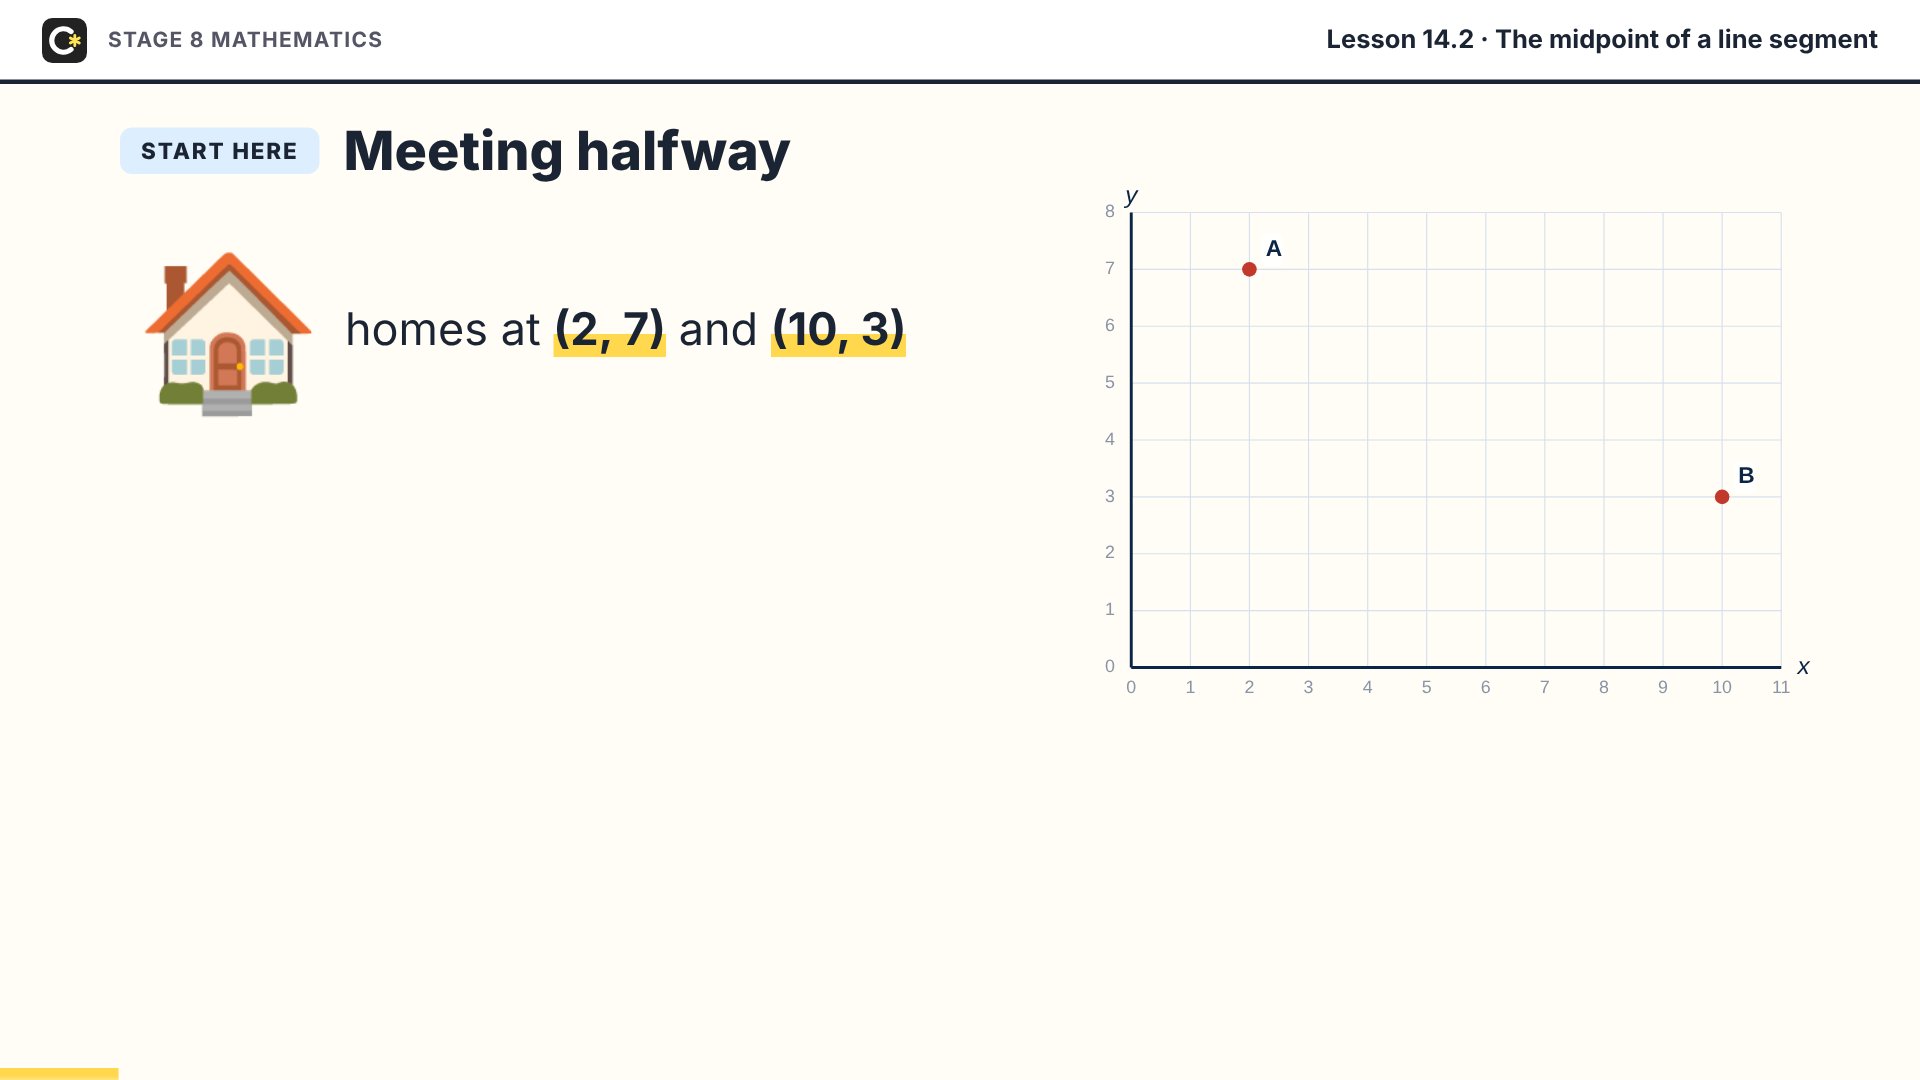 STAGE 8 MATHEMATICS
Lesson 14.2 · The midpoint of a line segment
START HERE
Meeting halfway
homes at (2, 7) and (10, 3)
y
8
A
7
6
5
4
B
3
2
1
0
x
0 1 2 3 4 5 6 7 8 9 10 11